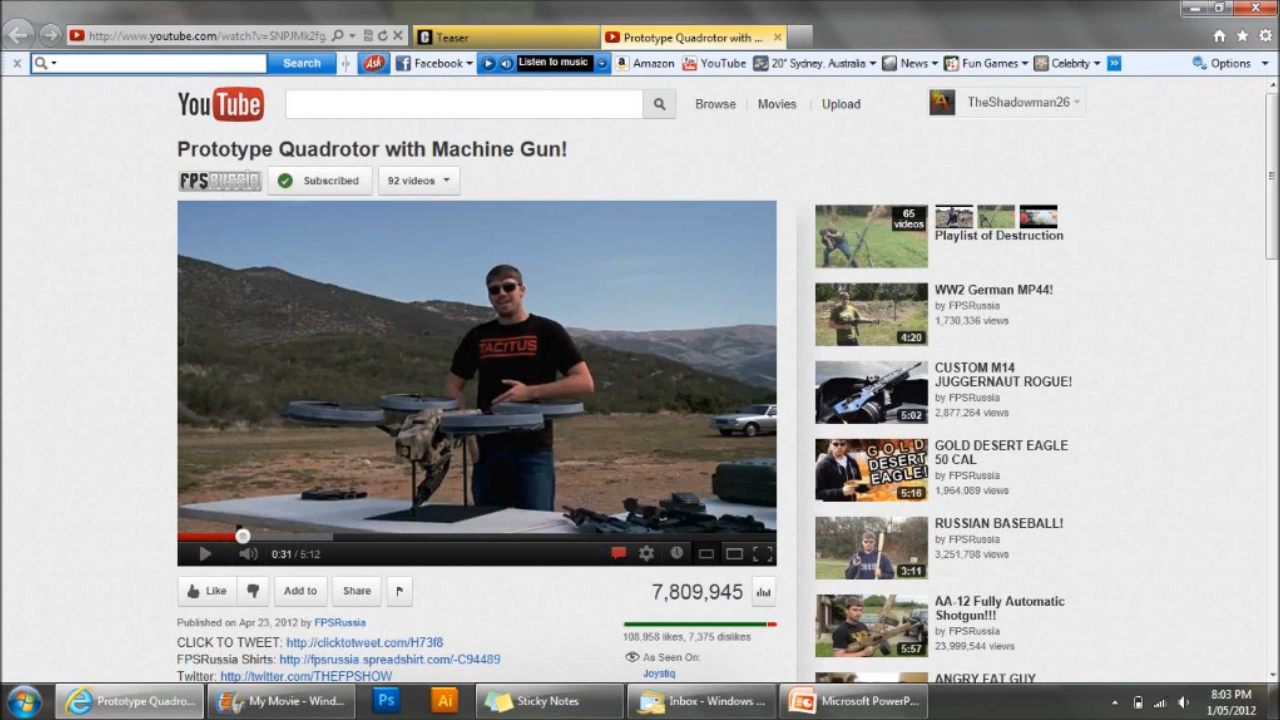 http://www.youtube.com/watch?v=SNPJMk2fg
Teaser
Prototype Quadrotor with ...
Search
Ask
Facebook
Listen to music
Amazon
YouTube
20° Sydney, Australia
News
Fun Games
Celebrity
Options
YouTube
Browse
Movies
Upload
TheShadowman26
Prototype Quadrotor with Machine Gun!
FPSRUSSIA
Subscribed
92 videos
TACITUS
0:31 / 5:12
Like
Add to
Share
7,809,945
Published on Apr 23, 2012 by FPSRussia
108,958 likes, 7,375 dislikes
CLICK TO TWEET: http://clicktotweet.com/H73f8
As Seen On:
FPSRussia Shirts: http://fpsrussia.spreadshirt.com/-C94489
Joystiq
Twitter: http://twitter.com/THEFPSHOW
65
videos
Playlist of Destruction
WW2 German MP44!
by FPSRussia
1,730,336 views
4:20
CUSTOM M14
JUGGERNAUT ROGUE!
by FPSRussia
2,877,264 views
5:02
GOLD
DESERT
EAGLE!
5:16
GOLD DESERT EAGLE
50 CAL
by FPSRussia
1,964,089 views
RUSSIAN BASEBALL!
by FPSRussia
3,251,798 views
3:11
AA-12 Fully Automatic
Shotgun!!!
by FPSRussia
23,999,544 views
5:57
ANGRY FAT GUY
Prototype Quadro...
My Movie - Wind...
Ps
Ai
Sticky Notes
Inbox - Windows ...
Microsoft PowerP...
8:03 PM
1/05/2012